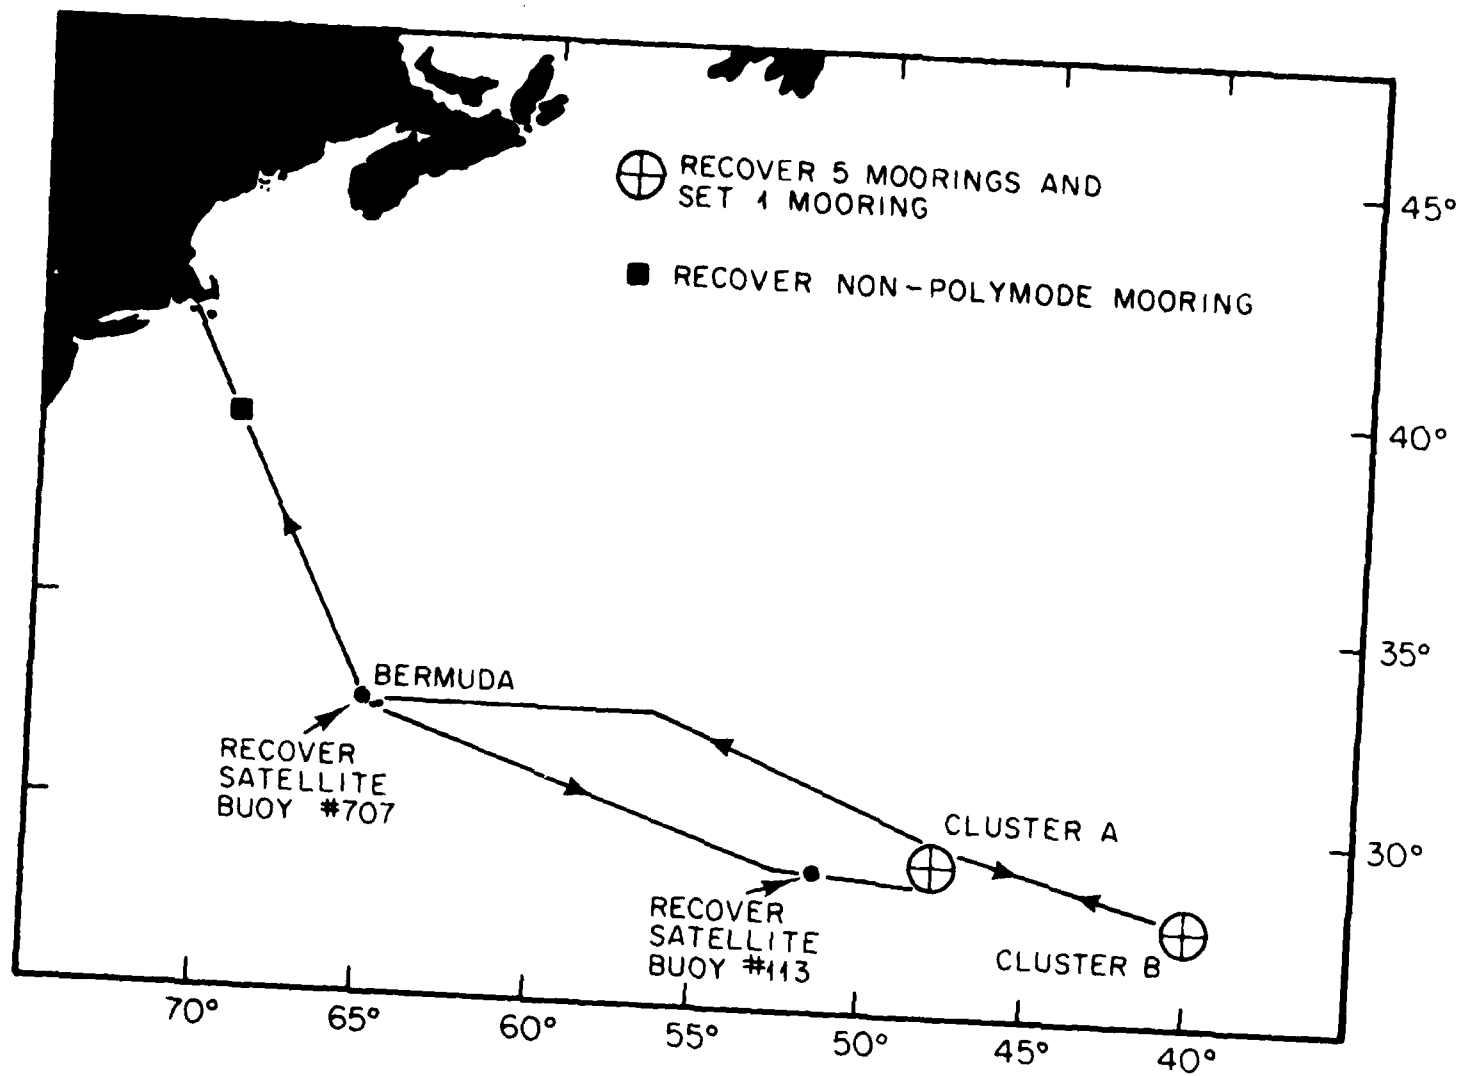 RECOVER 5 MOORINGS AND
SET 1 MOORING
RECOVER NON-POLYMODE MOORING
45°
40°
35°
30°
BERMUDA
RECOVER
SATELLITE
BUOY #707
CLUSTER A
RECOVER
SATELLITE
BUOY #113
CLUSTER B
70°
65°
60°
55°
50°
45°
40°